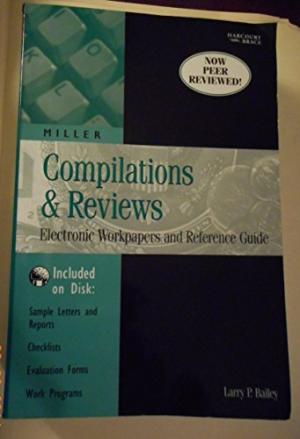 HARCOURT
BRACE
NOW
PEER
REVIEWED!
MILLER
Compilations
& Reviews
Electronic Workpapers and Reference Guide
Included
on Disk:
Sample Letters and
Reports
Checklists
Evaluation Forms
Work Programs
Larry P. Bailey